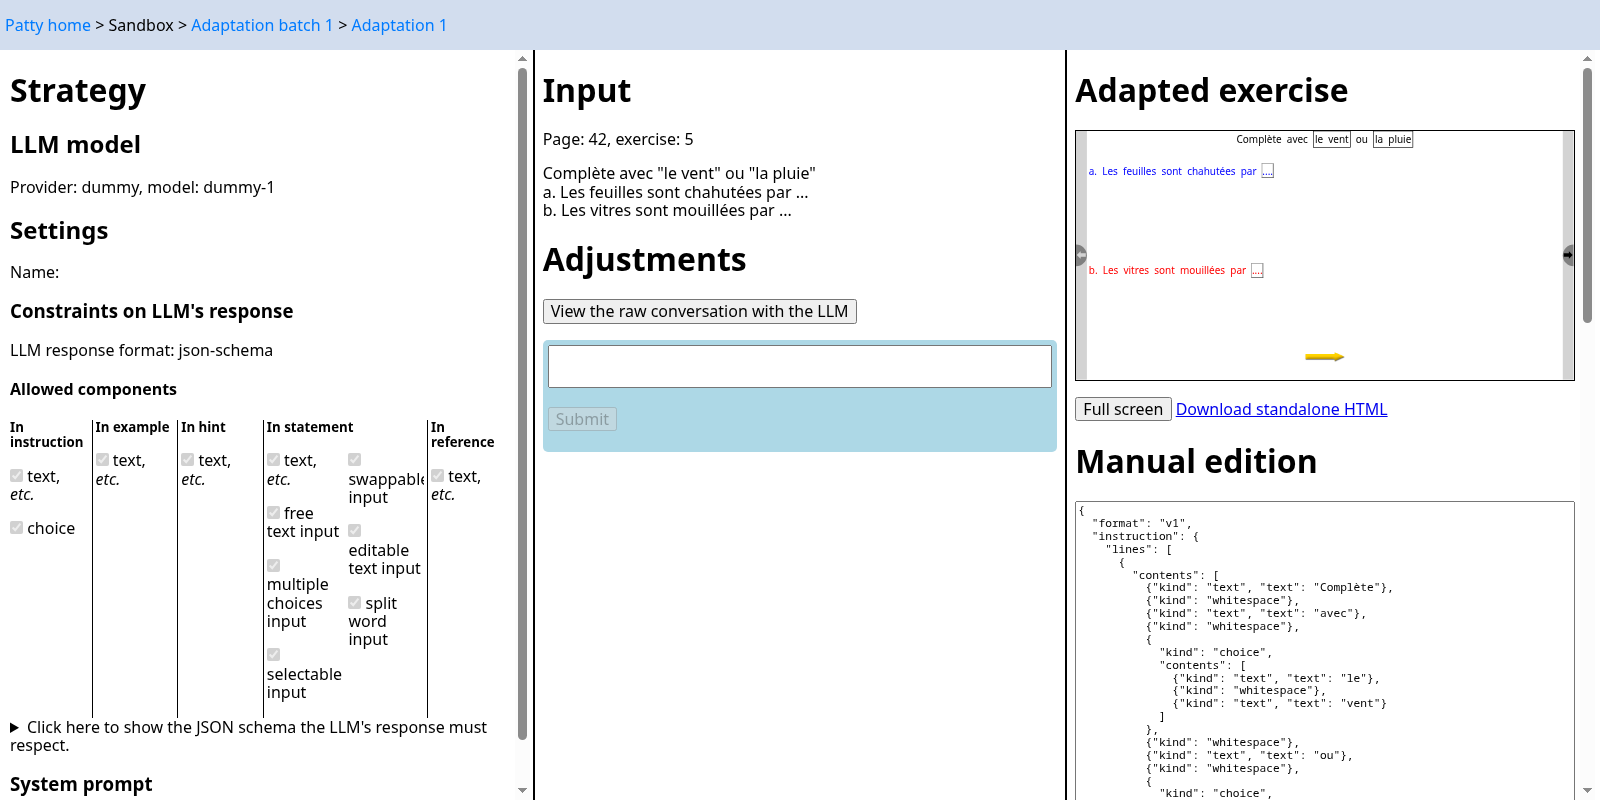 Patty home > Sandbox > Adaptation batch 1 > Adaptation 1
Strategy
LLM model
Provider: dummy, model: dummy-1
Settings
Name:
Constraints on LLM's response
LLM response format: json-schema
Allowed components
In
instruction
text,
etc.
choice
In example
text,
etc.
In hint
text,
etc.
In statement
text,
etc.
free
text input
multiple
choices
input
selectable
input
swappable
input
editable
text input
split
word
input
In
reference
text,
etc.
Click here to show the JSON schema the LLM's response must
respect.
System prompt
Input
Page: 42, exercise: 5
Complète avec "le vent" ou "la pluie"
a. Les feuilles sont chahutées par ...
b. Les vitres sont mouillées par ...
Adjustments
View the raw conversation with the LLM
Submit
Adapted exercise
Complète avec le vent ou la pluie
a. Les feuilles sont chahutées par ....
b. Les vitres sont mouillées par ....
Full screen Download standalone HTML
Manual edition
{
  "format": "v1",
  "instruction": {
    "lines": [
      {
        "contents": [
          {"kind": "text", "text": "Complète"},
          {"kind": "whitespace"},
          {"kind": "text", "text": "avec"},
          {"kind": "whitespace"},
          {
            "kind": "choice",
            "contents": [
              {"kind": "text", "text": "le"},
              {"kind": "whitespace"},
              {"kind": "text", "text": "vent"}
            ]
          },
          {"kind": "whitespace"},
          {"kind": "text", "text": "ou"},
          {"kind": "whitespace"},
          {
            "kind": "choice",